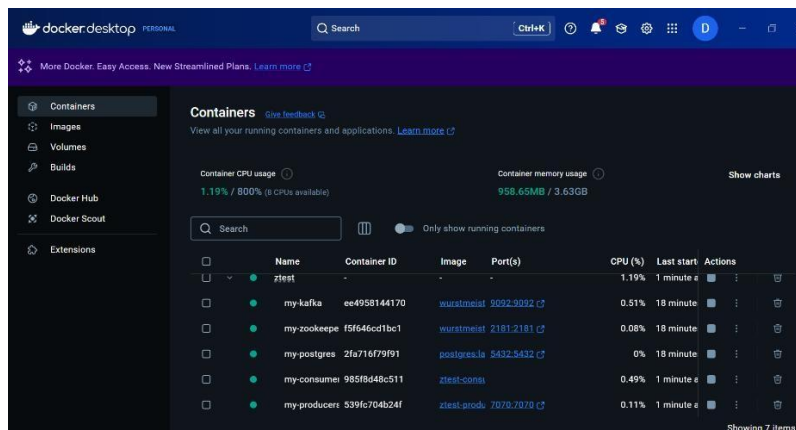 docker.desktop PERSONAL Search Ctrl+K 5 D
More Docker. Easy Access. New Streamlined Plans. Learn more
Containers
Images
Volumes
Builds
Docker Hub
Docker Scout
Extensions
Containers Give feedback
View all your running containers and applications. Learn more
Container CPU usage
1.19% / 800% (8 CPUs available)
Container memory usage
958.65MB / 3.63GB
Show charts
Search Only show running containers
Name Container ID Image Port(s) CPU (%) Last start Actions
ztest - - - 1.19% 1 minute a
my-kafka ee4958144170 wurstmeist 9092:9092 0.51% 18 minute
my-zookeepe f5f646cd1bc1 wurstmeist 2181:2181 0.08% 18 minute
my-postgres 2fa716f79f91 postgres:la 5432:5432 0% 18 minute
my-consumer 985f8d48c511 ztest-consu 0.49% 1 minute a
my-producers 539fc704b24f ztest-produ 7070:7070 0.11% 1 minute a
Showing 7 items